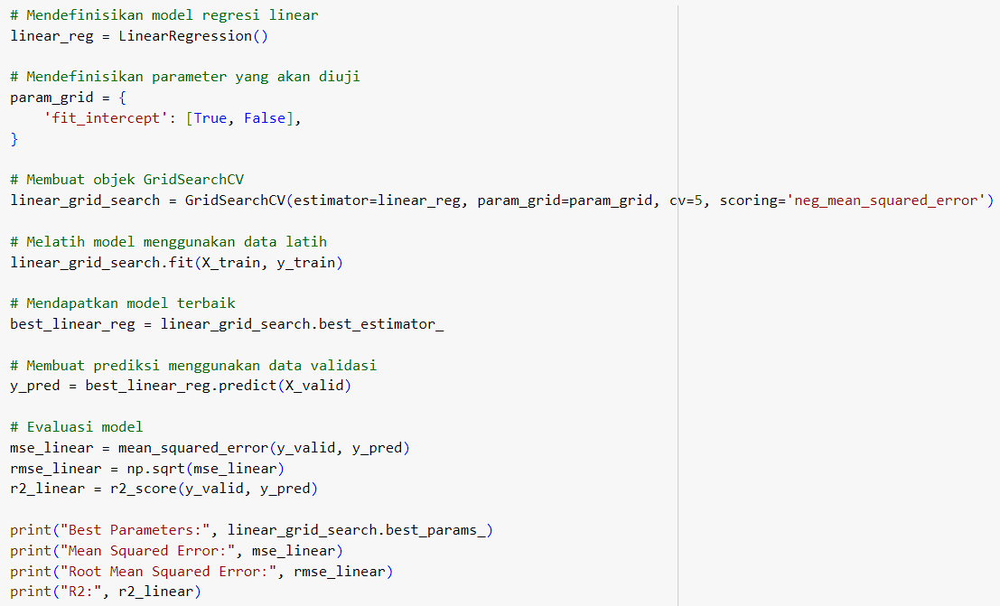 # Mendefinisikan model regresi linear
linear_reg = LinearRegression()
# Mendefinisikan parameter yang akan diuji
param_grid = {
    'fit_intercept': [True, False],
}
# Membuat objek GridSearchCV
linear_grid_search = GridSearchCV(estimator=linear_reg, param_grid=param_grid, cv=5, scoring='neg_mean_squared_error')
# Melatih model menggunakan data latih
linear_grid_search.fit(X_train, y_train)
# Mendapatkan model terbaik
best_linear_reg = linear_grid_search.best_estimator_
# Membuat prediksi menggunakan data validasi
y_pred = best_linear_reg.predict(X_valid)
# Evaluasi model
mse_linear = mean_squared_error(y_valid, y_pred)
rmse_linear = np.sqrt(mse_linear)
r2_linear = r2_score(y_valid, y_pred)
print("Best Parameters:", linear_grid_search.best_params_)
print("Mean Squared Error:", mse_linear)
print("Root Mean Squared Error:", rmse_linear)
print("R2:", r2_linear)